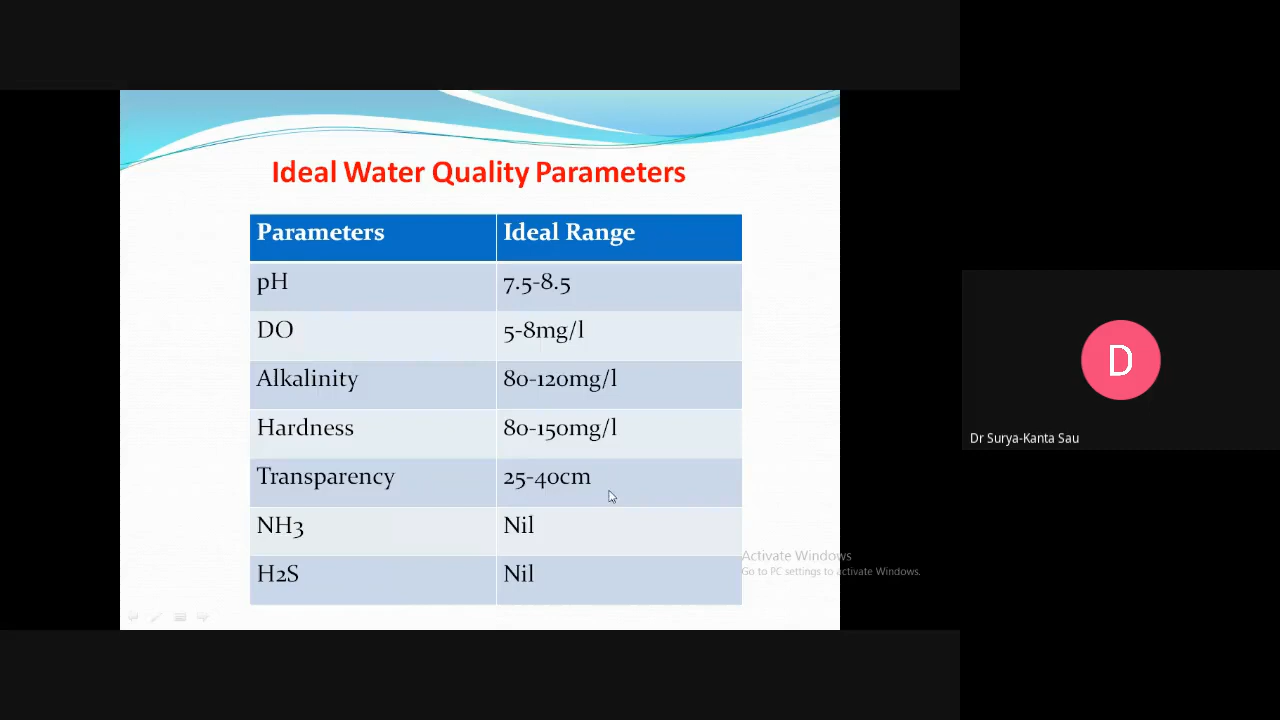 Ideal Water Quality Parameters
Parameters Ideal Range
pH 7.5-8.5
DO 5-8mg/l
Alkalinity 80-120mg/l
Hardness 80-150mg/l
Transparency 25-40cm
NH3 Nil
H2S Nil
Activate Windows
Go to PC settings to activate Windows.
D
Dr Surya-Kanta Sau